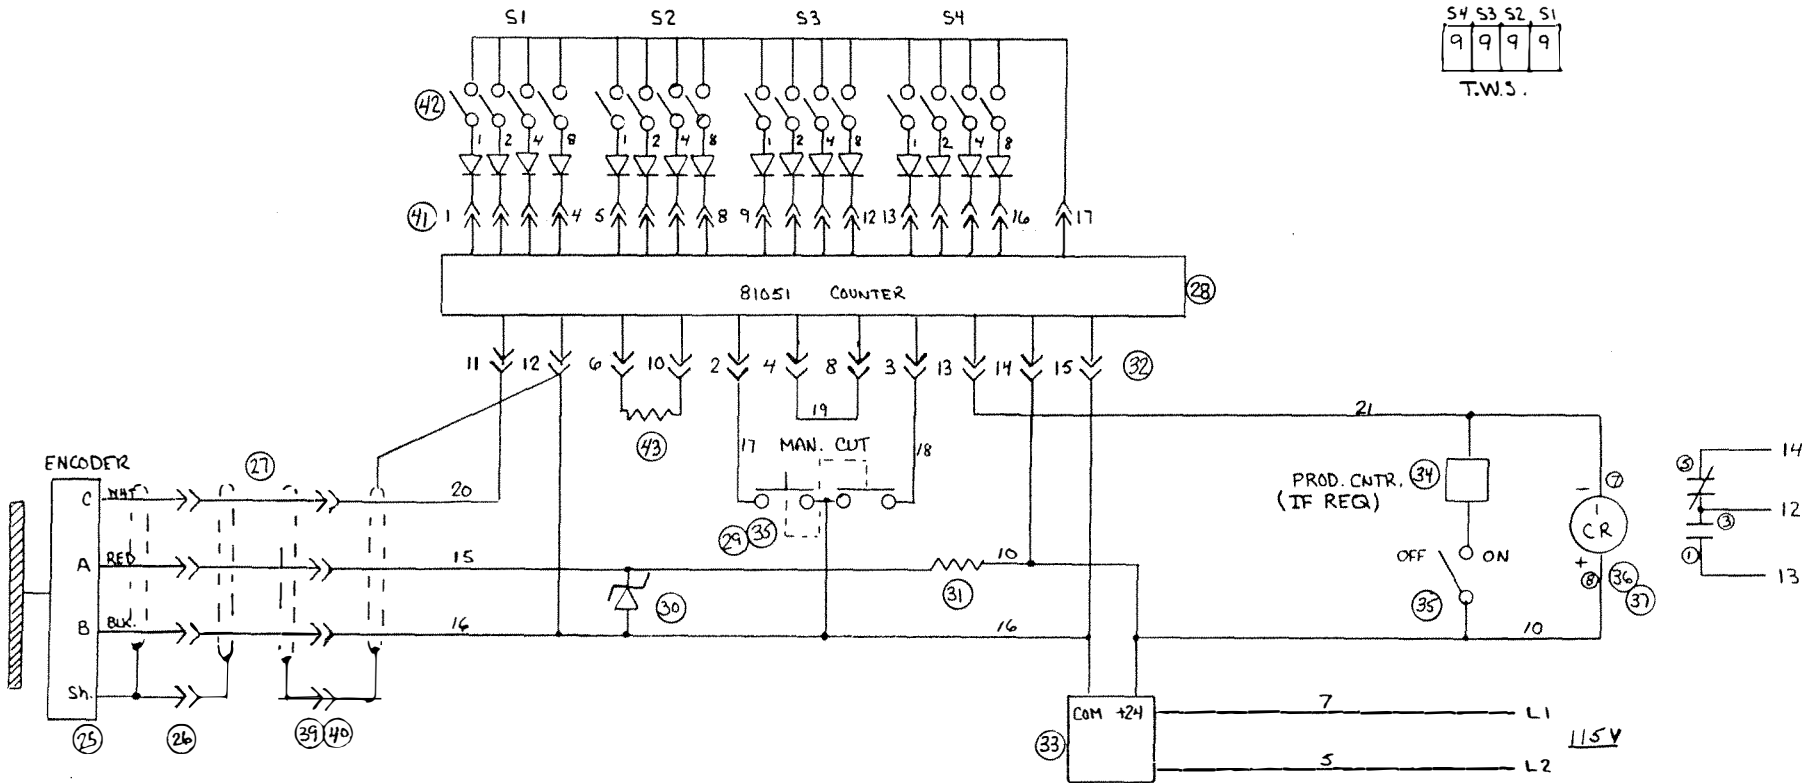 S1 S2 S3 S4
S4 S3 S2 S1
9 9 9 9
T.W.S.
42
1 2 4 8 1 2 4 8 1 2 4 8 1 2 4 8
41 1 4 5 8 9 12 13 16 17
81051 COUNTER 28
11 12 6 10 2 4 8 3 13 14 15 32
19 21
43 17 MAN. CUT 18
ENCODER 27
C WHT 20
PROD. CNTR. 34
(IF REQ)
- 7
CR
+ 8
36
37
5 14
12
3
1 13
29 35
A RED 15 10
31
30
OFF ON
35
B BLK. 16 16 10
Sh.
25 26 39 40
COM +24
33
7 L1
115V
5 L2